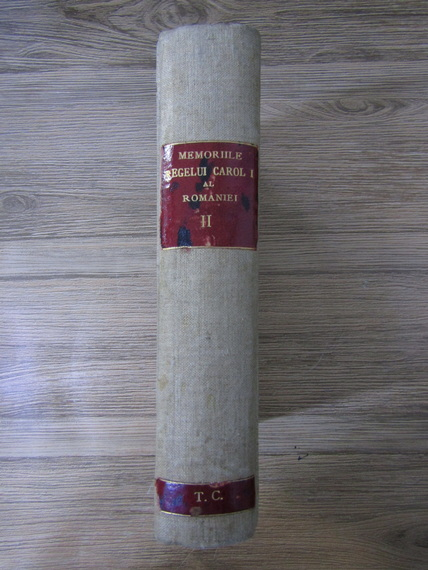 MEMORIILE
REGELUI CAROL I
AL
ROMÂNIEI
II
T. C.